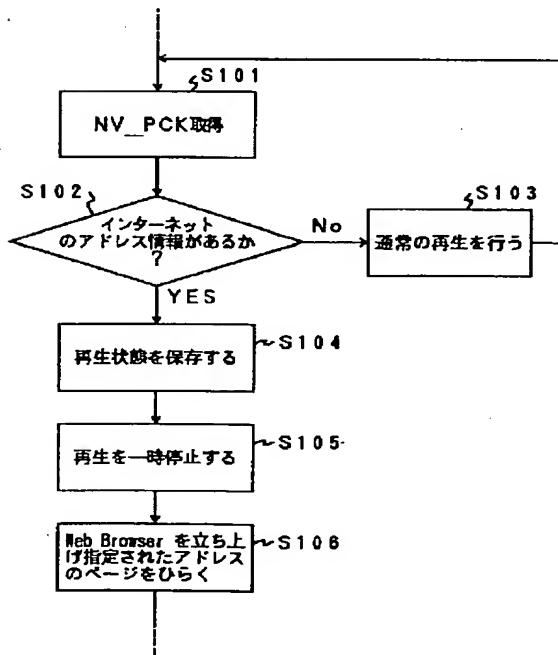 S101
NV_PCK取得
S102
インターネット
のアドレス情報があるか
?
No
S103
通常の再生を行う
YES
再生状態を保存する
S104
再生を一時停止する
S105
Web Browser を立ち上
げ指定されたアドレス
のページをひらく
S106